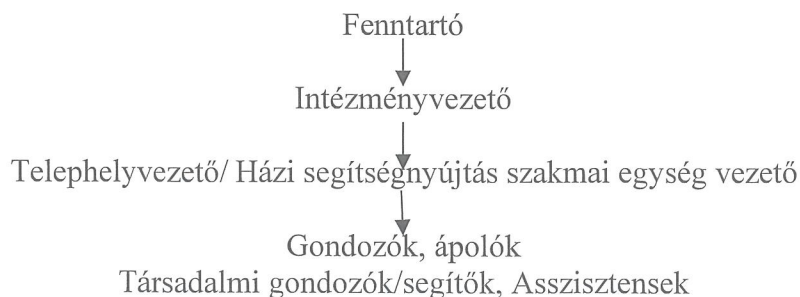 Fenntartó
Intézményvezető
Telephelyvezető/ Házi segítségnyújtás szakmai egység vezető
Gondozók, ápolók
Társadalmi gondozók/segítők, Asszisztensek